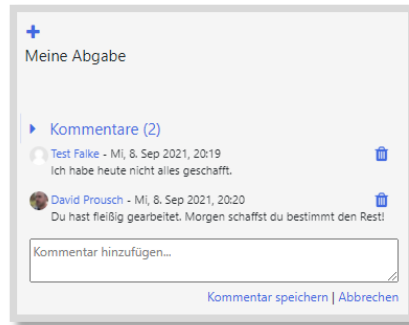 Meine Abgabe
Kommentare (2)
Test Falke - Mi, 8. Sep 2021, 20:19
Ich habe heute nicht alles geschafft.
David Prousch - Mi, 8. Sep 2021, 20:20
Du hast fleißig gearbeitet. Morgen schaffst du bestimmt den Rest!
Kommentar hinzufügen...
Kommentar speichern | Abbrechen